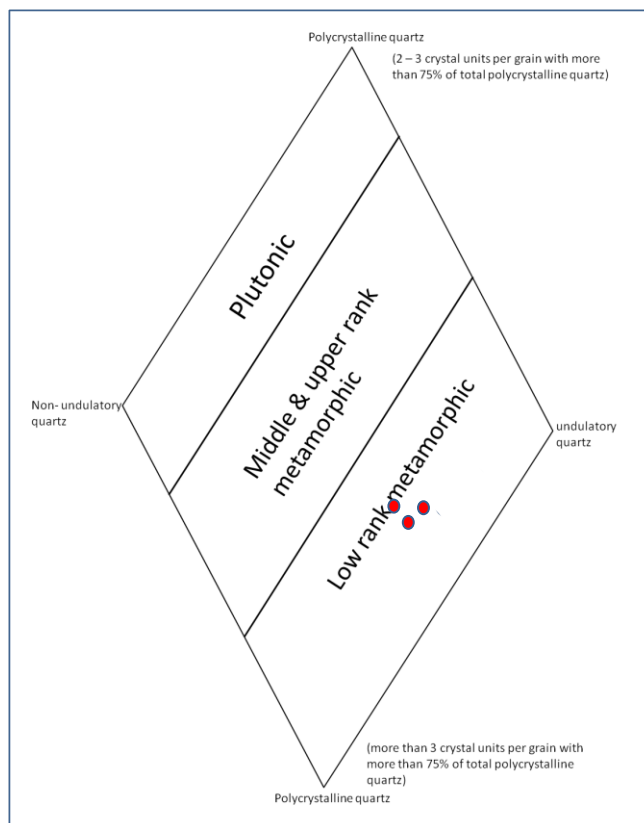 Polycrystalline quartz
(2 – 3 crystal units per grain with more
than 75% of total polycrystalline quartz)
Plutonic
Middle & upper rank
metamorphic
Non- undulatory
quartz
undulatory
quartz
Low rank metamorphic
(more than 3 crystal units per grain with
more than 75% of total polycrystalline
quartz)
Polycrystalline quartz